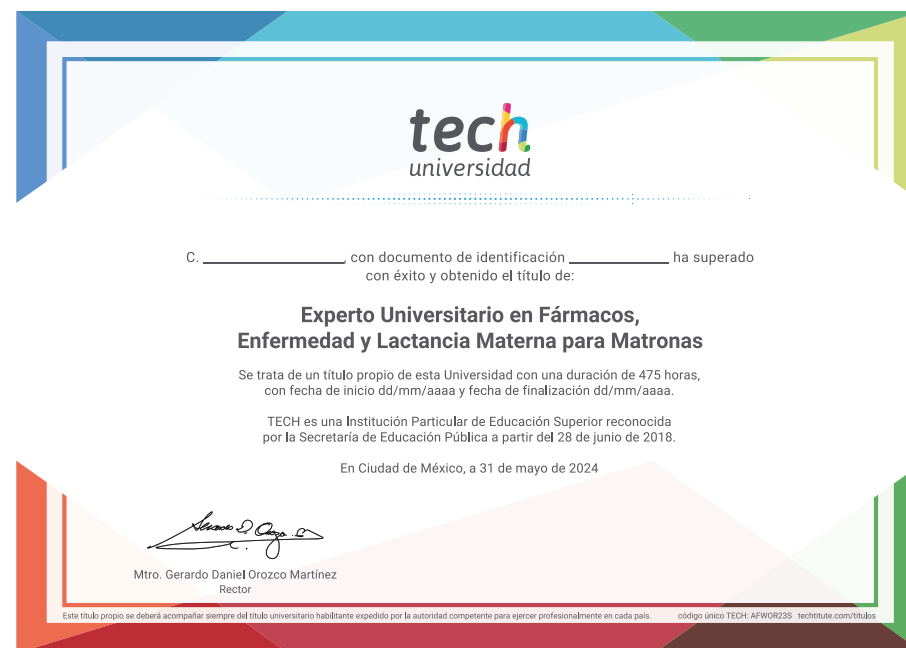 tech
universidad
C. ____________, con documento de identificación ____________ ha superado
con éxito y obtenido el título de:
Experto Universitario en Fármacos,
Enfermedad y Lactancia Materna para Matronas
Se trata de un título propio de esta Universidad con una duración de 475 horas,
con fecha de inicio dd/mm/aaaa y fecha de finalización dd/mm/aaaa.
TECH es una Institución Particular de Educación Superior reconocida
por la Secretaría de Educación Pública a partir del 28 de junio de 2018.
En Ciudad de México, a 31 de mayo de 2024
Mtro. Gerardo Daniel Orozco Martínez
Rector
Este título propio se deberá acompañar siempre del título universitario habilitante expedido por la autoridad competente para ejercer profesionalmente en cada país. código único TECH: AFWOR23S techtitute.com/titulos